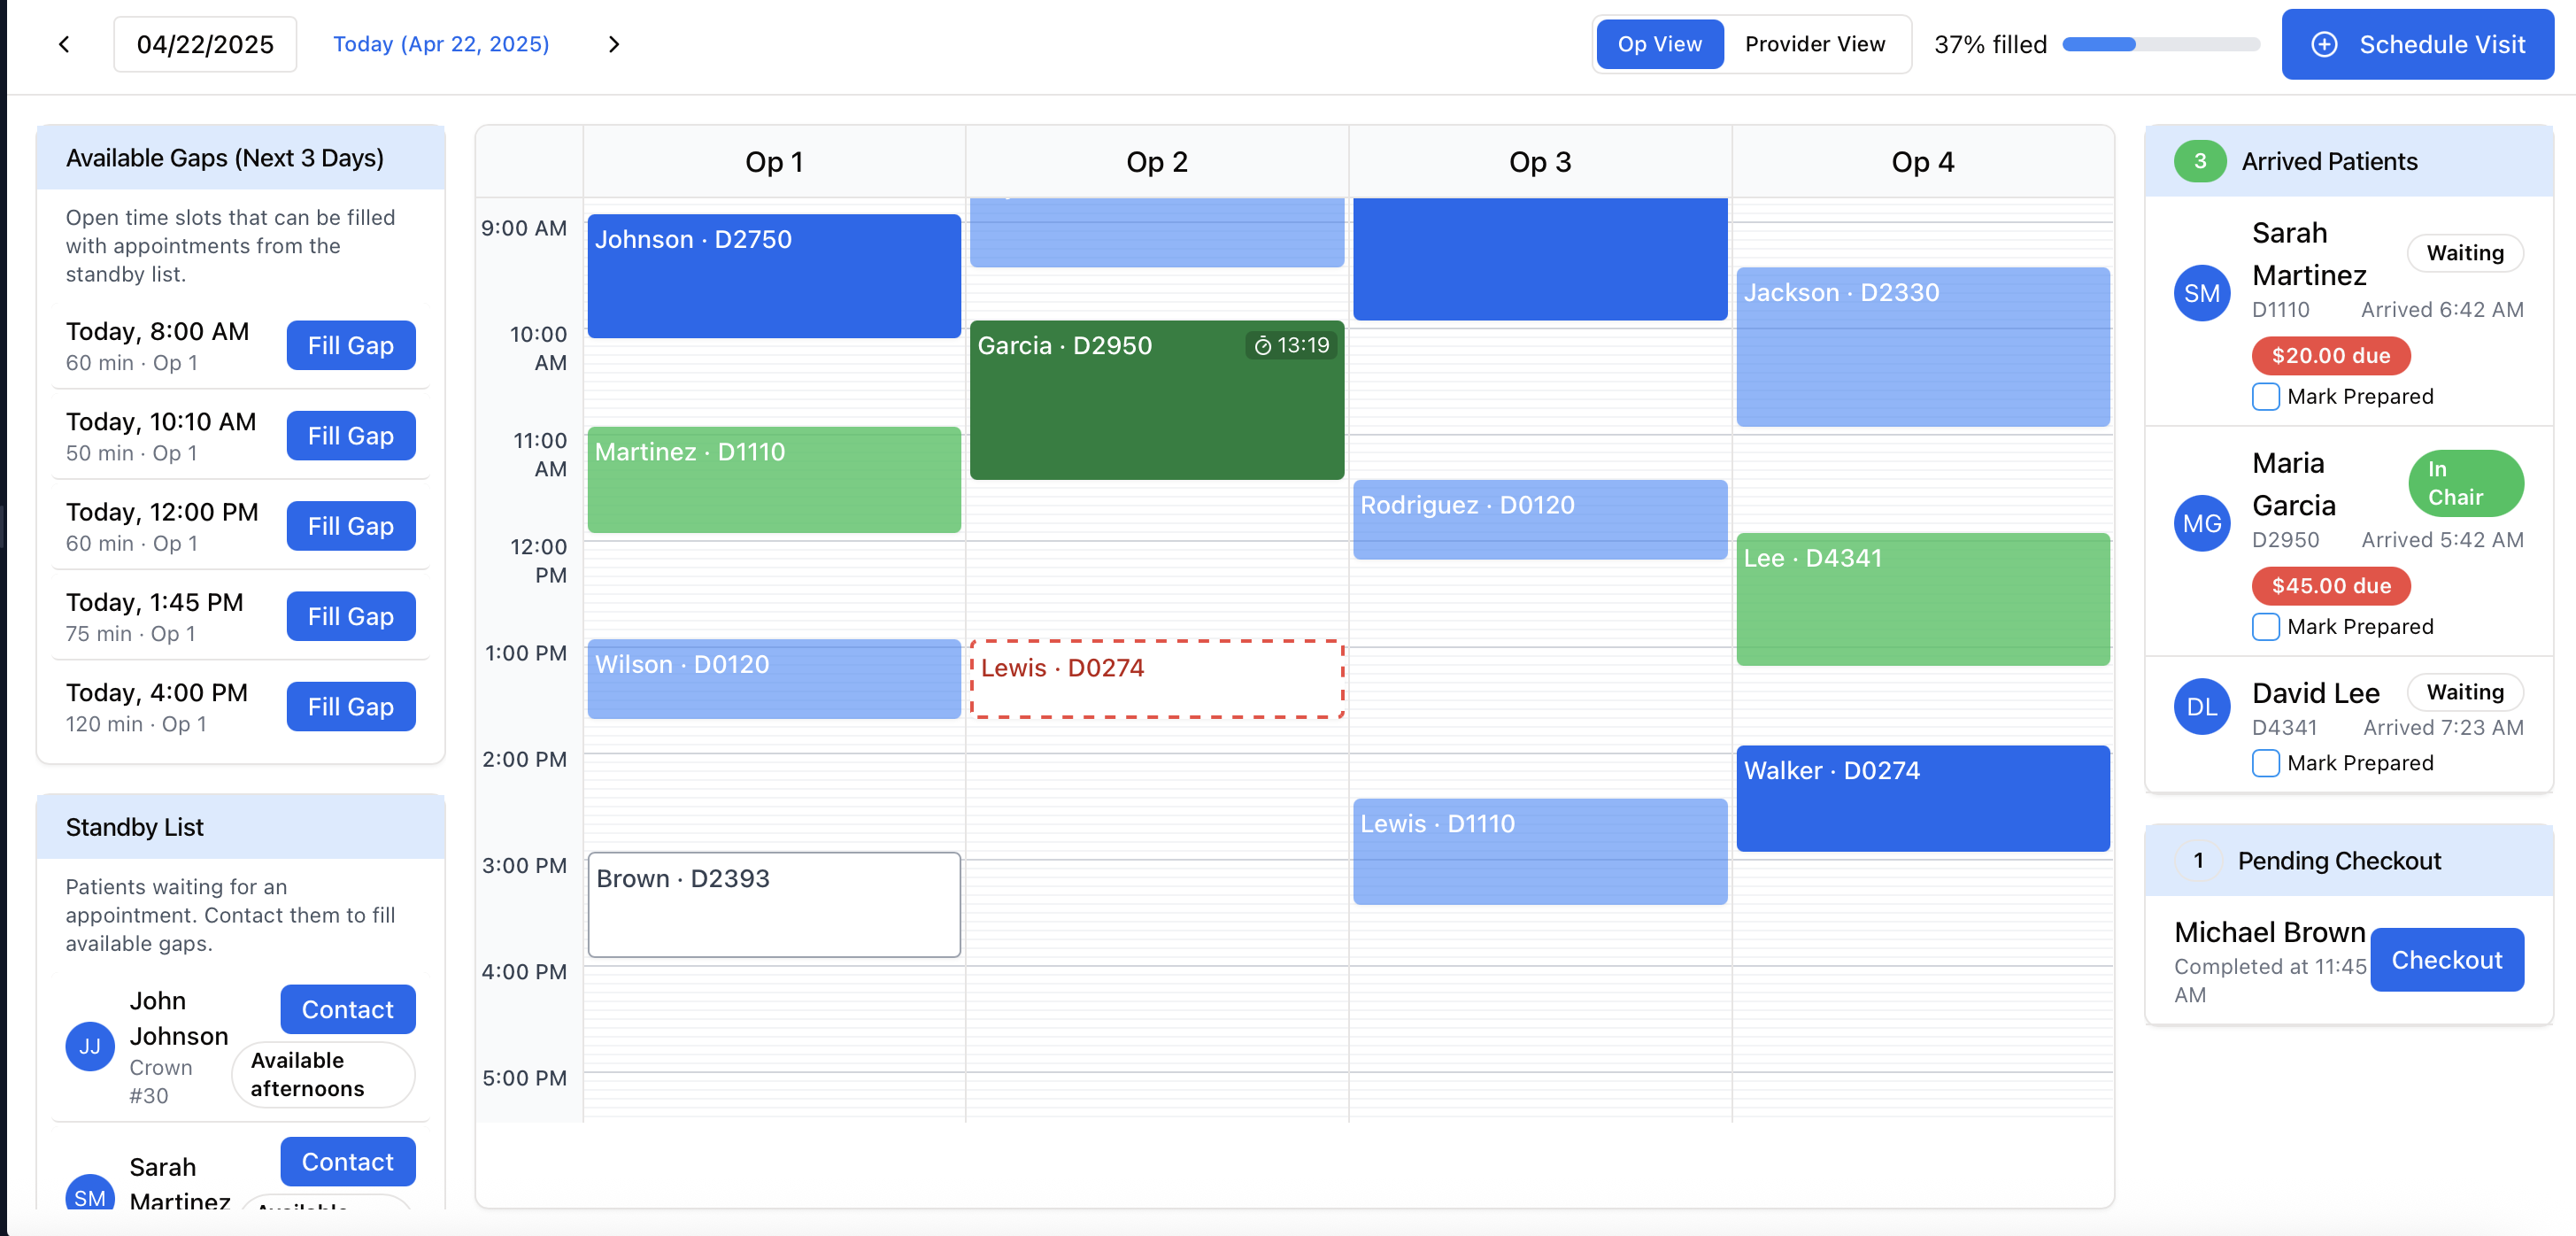 04/22/2025
Today (Apr 22, 2025)
Op View
Provider View
37% filled
Schedule Visit
Available Gaps (Next 3 Days)
Open time slots that can be filled
with appointments from the
standby list.
Today, 8:00 AM
60 min · Op 1
Fill Gap
Today, 10:10 AM
50 min · Op 1
Fill Gap
Today, 12:00 PM
60 min · Op 1
Fill Gap
Today, 1:45 PM
75 min · Op 1
Fill Gap
Today, 4:00 PM
120 min · Op 1
Fill Gap
Standby List
Patients waiting for an
appointment. Contact them to fill
available gaps.
JJ
John
Johnson
Crown
#30
Contact
Available
afternoons
SM
Sarah
Martinez
Contact
Available
Op 1
Op 2
Op 3
Op 4
9:00 AM
10:00
AM
11:00
AM
12:00
PM
1:00 PM
2:00 PM
3:00 PM
4:00 PM
5:00 PM
Johnson · D2750
Martinez · D1110
Wilson · D0120
Brown · D2393
Garcia · D2950
13:19
Lewis · D0274
Rodriguez · D0120
Lewis · D1110
Jackson · D2330
Lee · D4341
Walker · D0274
3
Arrived Patients
SM
Sarah
Martinez
Waiting
D1110
Arrived 6:42 AM
$20.00 due
Mark Prepared
MG
Maria
Garcia
In
Chair
D2950
Arrived 5:42 AM
$45.00 due
Mark Prepared
DL
David Lee
Waiting
D4341
Arrived 7:23 AM
Mark Prepared
1
Pending Checkout
Michael Brown
Completed at 11:45
AM
Checkout